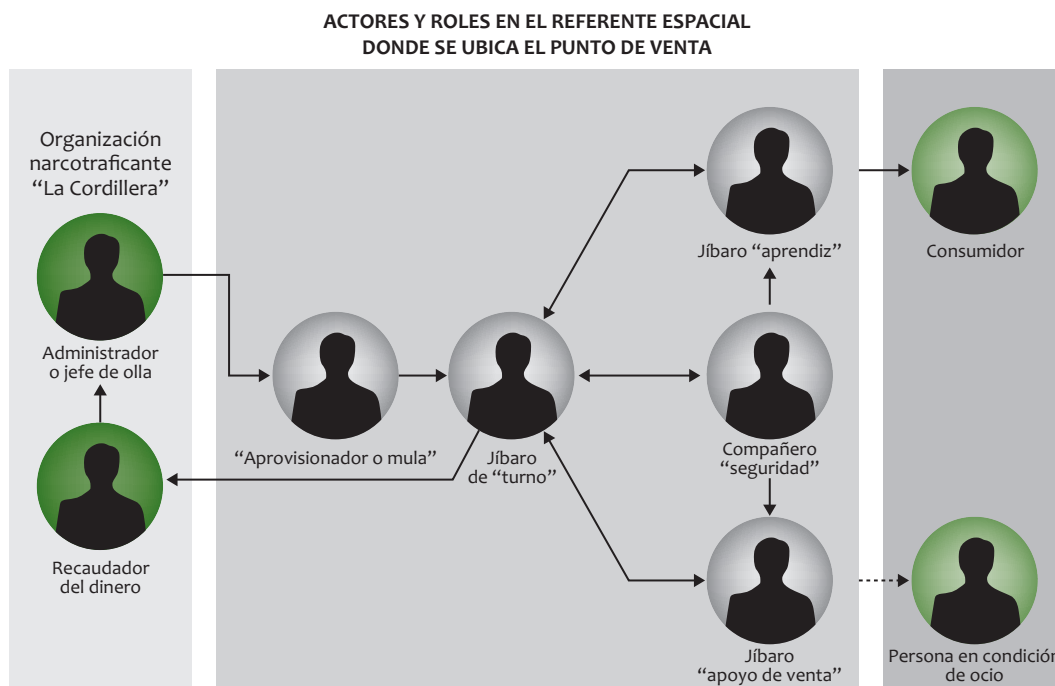 ACTORES Y ROLES EN EL REFERENTE ESPACIAL
DONDE SE UBICA EL PUNTO DE VENTA
Organización
narcotraficante
“La Cordillera”
Administrador
o jefe de olla
Recaudador
del dinero
“Aprovisionador o mula”
Jíbaro
de “turno”
Jíbaro “aprendiz”
Compañero
“seguridad”
Jíbaro
“apoyo de venta”
Consumidor
Persona en condición
de ocio